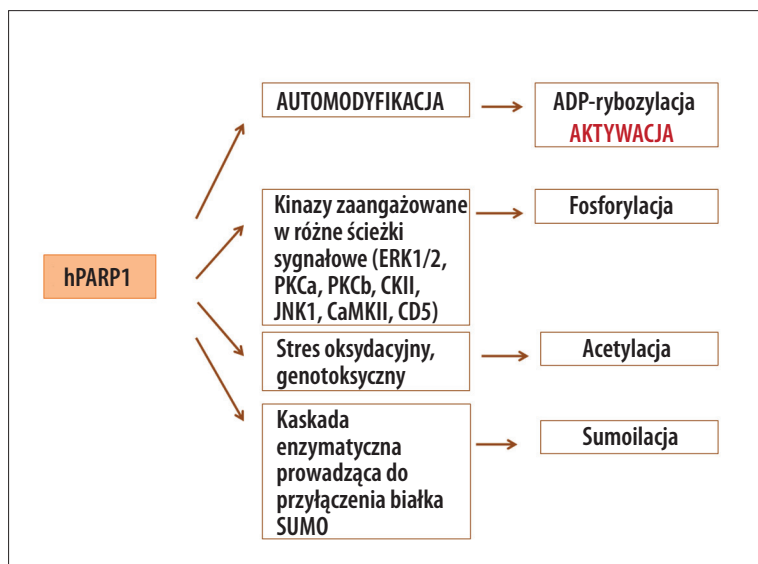 hPARP1
AUTOMODYFIKACJA
ADP-rybozylacja
AKTYWACJA
Kinazy zaangażowane
w różne ścieżki
sygnałowe (ERK1/2,
PKCa, PKCb, CKII,
JNK1, CaMKII, CD5)
Fosforylacja
Stres oksydacyjny,
genotoksyczny
Acetylacja
Kaskada
enzymatyczna
prowadząca do
przyłączenia białka
SUMO
Sumoilacja